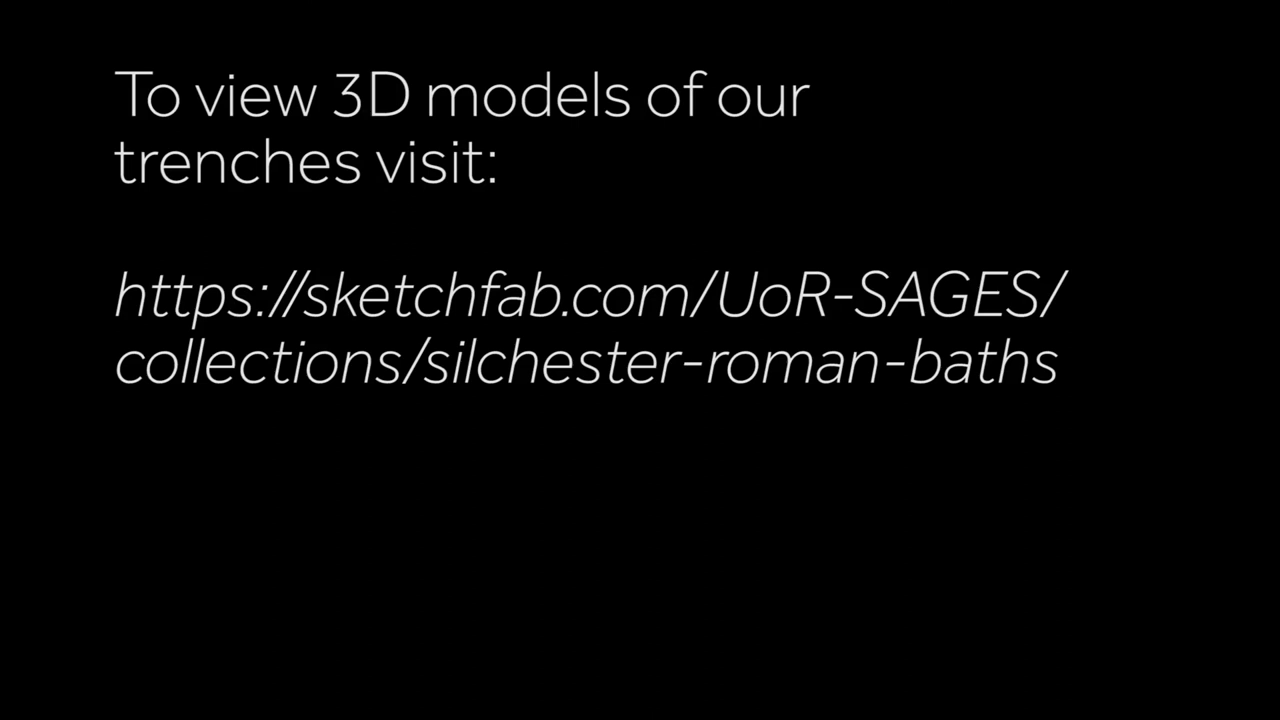 To view 3D models of our
trenches visit:
https://sketchfab.com/UoR-SAGES/
collections/silchester-roman-baths